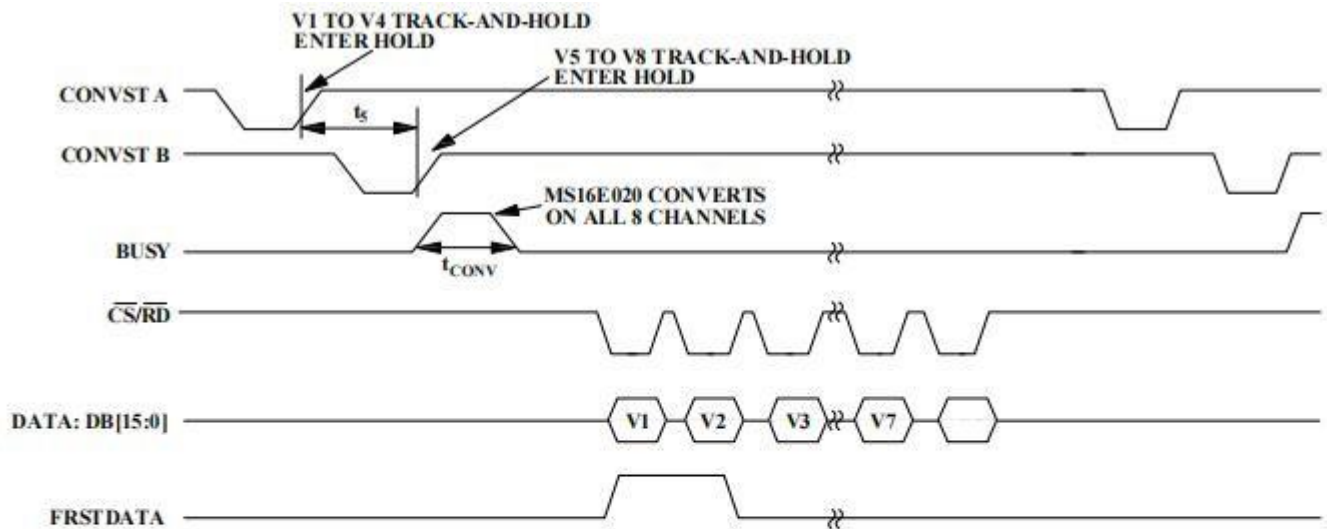 V1 TO V4 TRACK-AND-HOLD
ENTER HOLD
V5 TO V8 TRACK-AND-HOLD
ENTER HOLD
CONVST A
t5
CONVST B
MS16E020 CONVERTS
ON ALL 8 CHANNELS
BUSY
tCONV
CS/RD
DATA: DB[15:0]
V1
V2
V3
V7
FRSTDATA